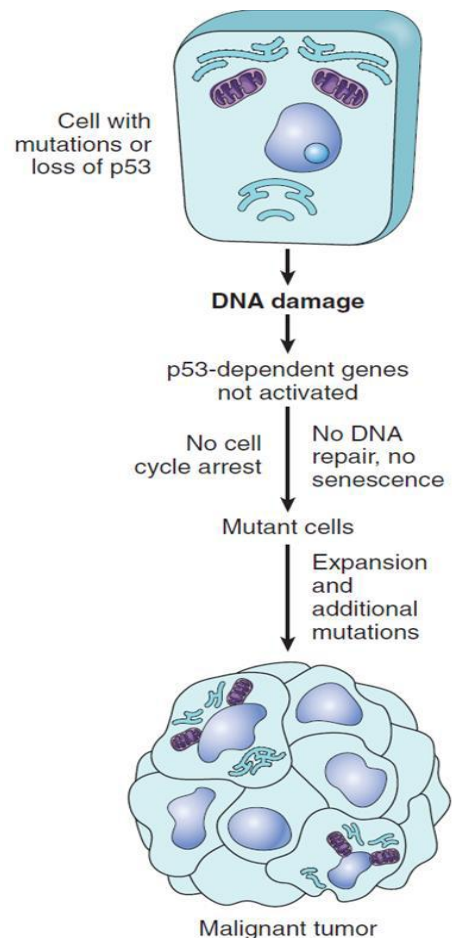 Cell with
mutations or
loss of p53
DNA damage
p53-dependent genes
not activated
No cell
cycle arrest
No DNA
repair, no
senescence
Mutant cells
Expansion
and
additional
mutations
Malignant tumor